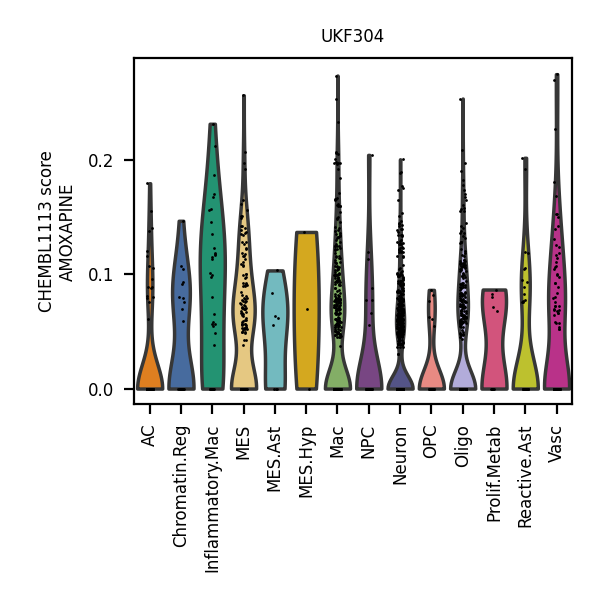 UKF304
CHEMBL1113 score
AMOXAPINE
0.2
0.1
0.0
AC
Chromatin.Reg
Inflammatory.Mac
MES
MES.Ast
MES.Hyp
Mac
NPC
Neuron
OPC
Oligo
Prolif.Metab
Reactive.Ast
Vasc